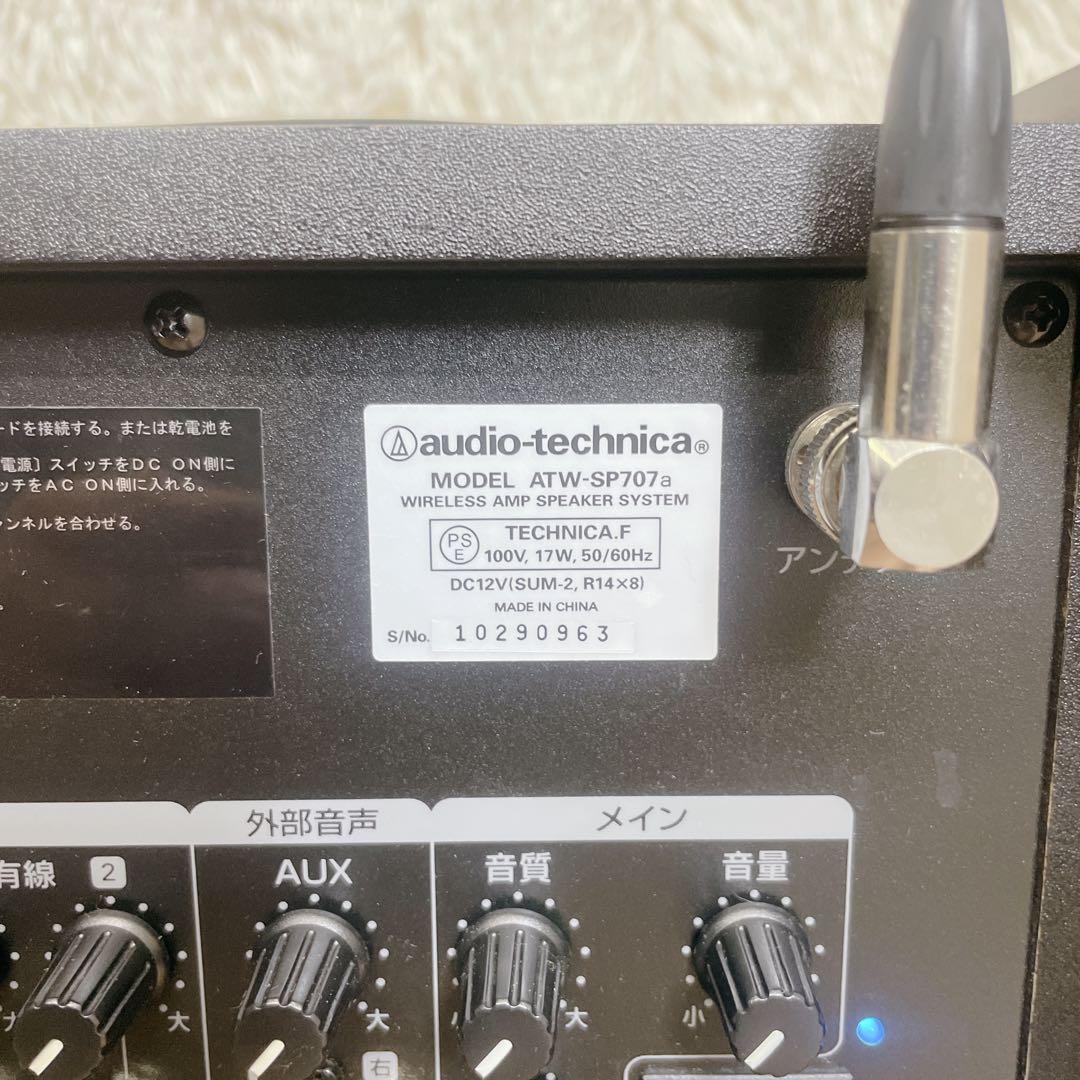 ードを接続する。または乾電池を
電源〕スイッチをDC ON側に
ッチをAC ON側に入れる。
ャンネルを合わせる。
audio-technica®
MODEL ATW-SP707a
WIRELESS AMP SPEAKER SYSTEM
PS
E
TECHNICA.F
100V, 17W, 50/60Hz
DC12V(SUM-2, R14×8)
MADE IN CHINA
S/No. 10290963
アンテ
外部音声
メイン
有線 2
AUX
音質
音量
大
大
小
大
小
右